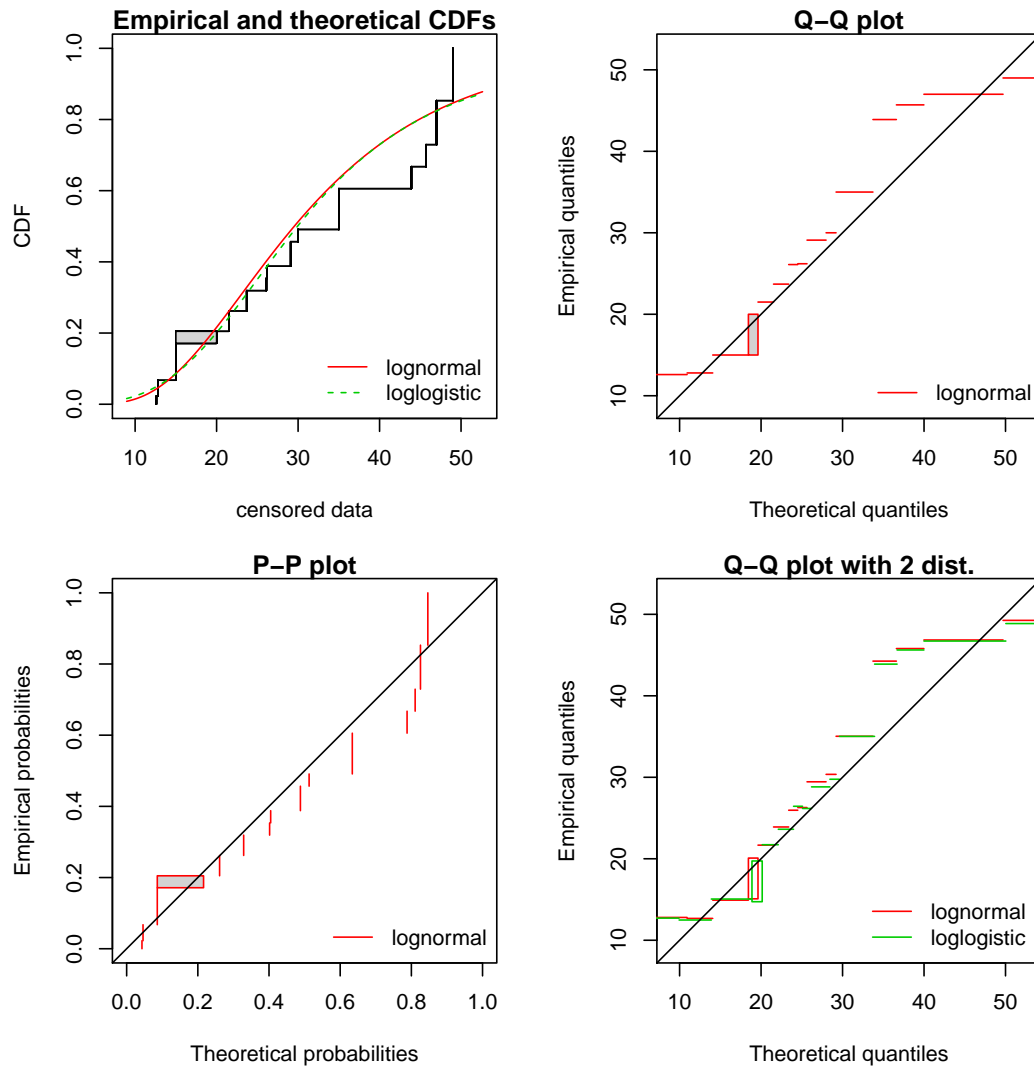 Empirical and theoretical CDFs
CDF
0.0 0.2 0.4 0.6 0.8 1.0
lognormal
loglogistic
10 20 30 40 50
censored data
Q−Q plot
Empirical quantiles
10 20 30 40 50
lognormal
10 20 30 40 50
Theoretical quantiles
P−P plot
Empirical probabilities
0.0 0.2 0.4 0.6 0.8 1.0
lognormal
0.0 0.2 0.4 0.6 0.8 1.0
Theoretical probabilities
Q−Q plot with 2 dist.
Empirical quantiles
10 20 30 40 50
lognormal
loglogistic
10 20 30 40 50
Theoretical quantiles